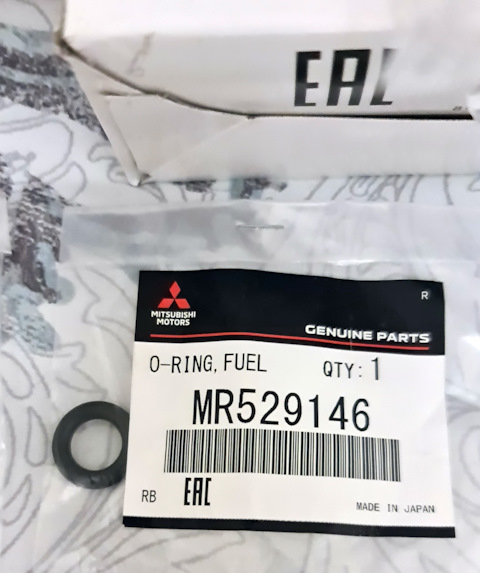 EAC
R
MITSUBISHI
MOTORS
GENUINE PARTS
O-RING, FUEL QTY: 1
MR529146
RB EAC
MADE IN JAPAN